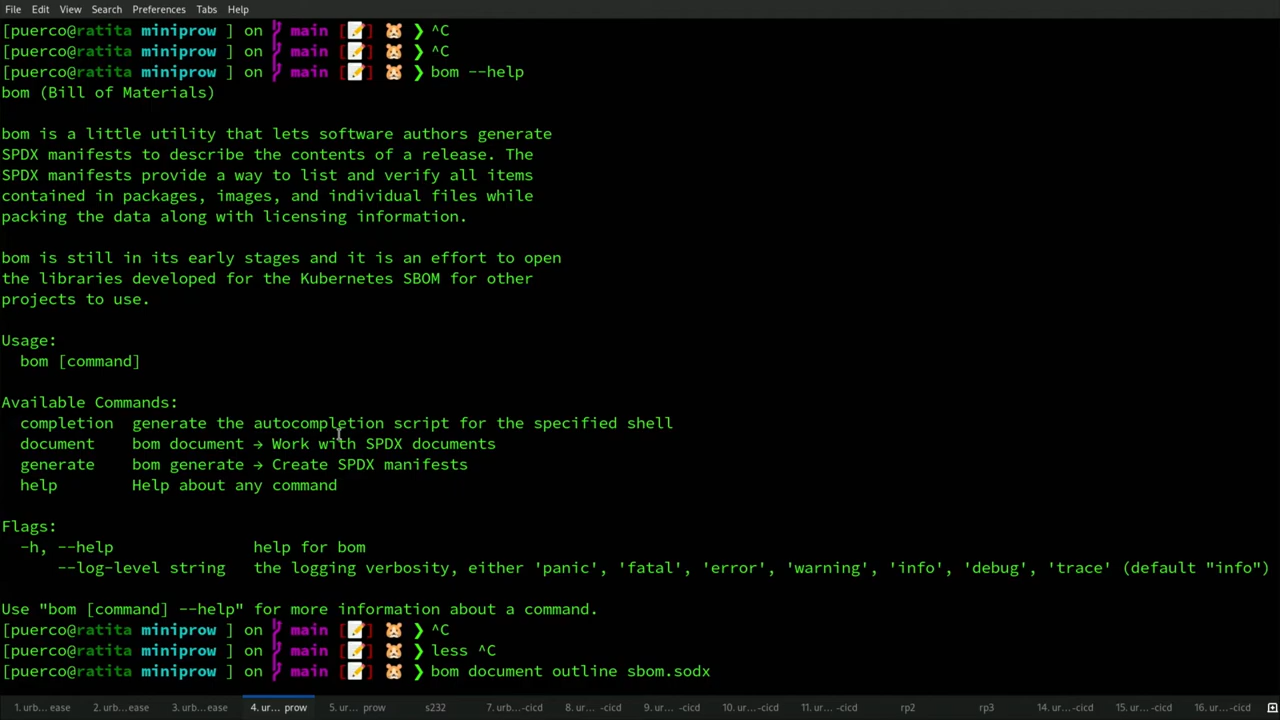 File Edit View Search Preferences Tabs Help
[puerco@ratita miniprow ] on main [📝] 🐹 ❯ ^C
[puerco@ratita miniprow ] on main [📝] 🐹 ❯ ^C
[puerco@ratita miniprow ] on main [📝] 🐹 ❯ bom --help
bom (Bill of Materials)
bom is a little utility that lets software authors generate
SPDX manifests to describe the contents of a release. The
SPDX manifests provide a way to list and verify all items
contained in packages, images, and individual files while
packing the data along with licensing information.
bom is still in its early stages and it is an effort to open
the libraries developed for the Kubernetes SBOM for other
projects to use.
Usage:
bom [command]
Available Commands:
completion generate the autocompletion script for the specified shell
document bom document → Work with SPDX documents
generate bom generate → Create SPDX manifests
help Help about any command
Flags:
-h, --help help for bom
--log-level string the logging verbosity, either 'panic', 'fatal', 'error', 'warning', 'info', 'debug', 'trace' (default "info")
Use "bom [command] --help" for more information about a command.
[puerco@ratita miniprow ] on main [📝] 🐹 ❯ ^C
[puerco@ratita miniprow ] on main [📝] 🐹 ❯ less ^C
[puerco@ratita miniprow ] on main [📝] 🐹 ❯ bom document outline sbom.sodx
1. urb...ease 2. urb...ease 3. urb...ease 4. ur... prow 5. ur... prow s232 7. urb...-cicd 8. ur... -cicd 9. ur... -cicd 10. ur... -cicd 11. ur... -cicd rp2 rp3 14. ur... -cicd 15. ur... -cicd 16. ur... -cicd